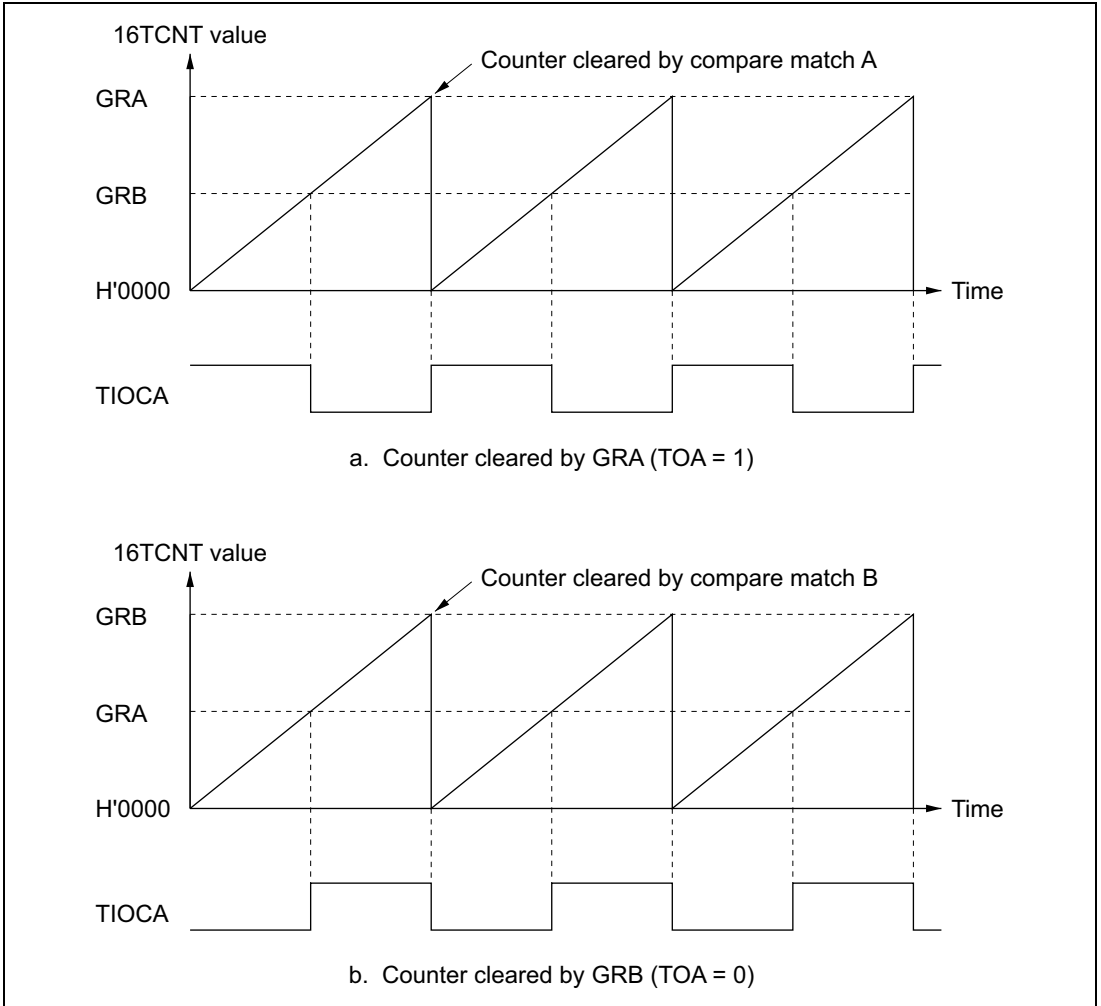 16TCNT value
Counter cleared by compare match A
GRA
GRB
H'0000
Time
TIOCA
a. Counter cleared by GRA (TOA = 1)
16TCNT value
Counter cleared by compare match B
GRB
GRA
H'0000
Time
TIOCA
b. Counter cleared by GRB (TOA = 0)